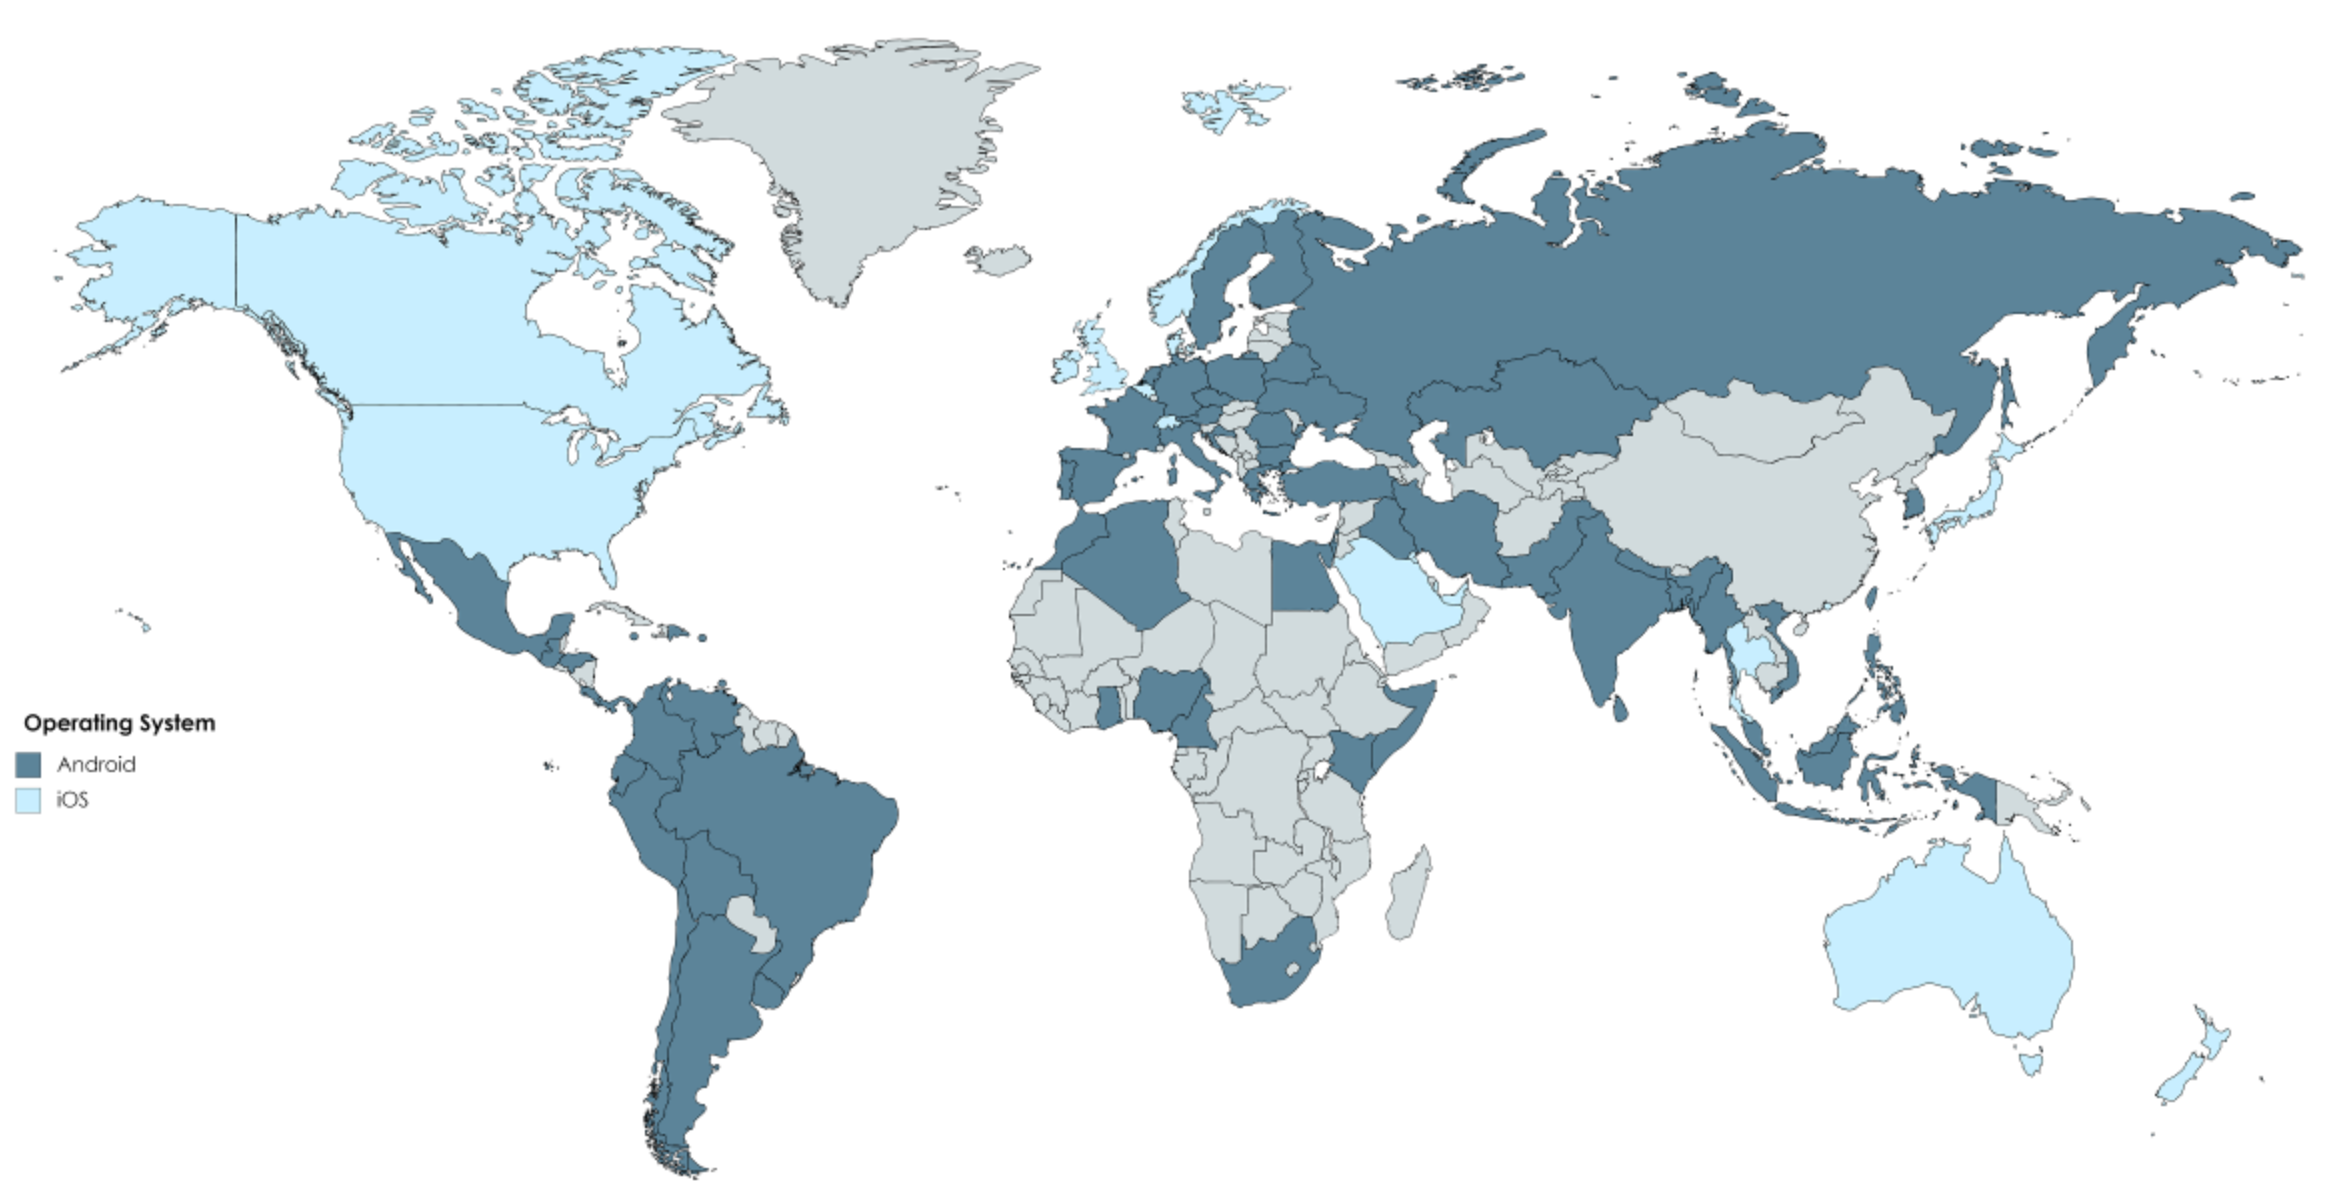 Operating System
Android
iOS